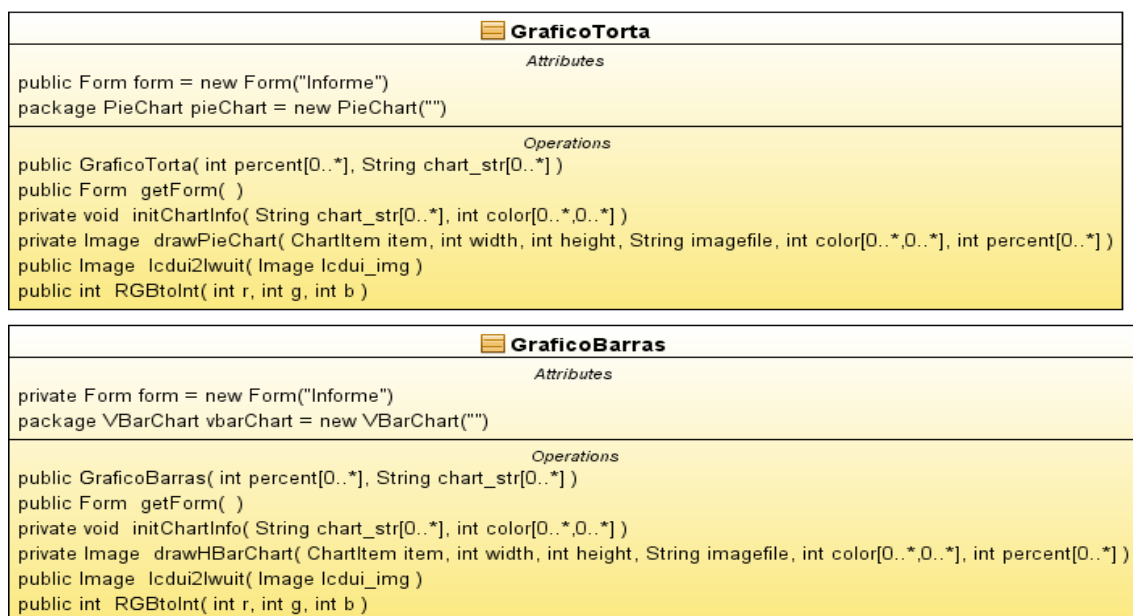 GraficoTorta
Attributes
public Form form = new Form("Informe")
package PieChart pieChart = new PieChart("")
Operations
public GraficoTorta( int percent[0..*], String chart_str[0..*] )
public Form getForm( )
private void initChartInfo( String chart_str[0..*], int color[0..*,0..*] )
private Image drawPieChart( ChartItem item, int width, int height, String imagefile, int color[0..*,0..*], int percent[0..*] )
public Image lcdui2lwuit( Image lcdui_img )
public int RGBtoInt( int r, int g, int b )
GraficoBarras
Attributes
private Form form = new Form("Informe")
package VBarChart vbarChart = new VBarChart("")
Operations
public GraficoBarras( int percent[0..*], String chart_str[0..*] )
public Form getForm( )
private void initChartInfo( String chart_str[0..*], int color[0..*,0..*] )
private Image drawHBarChart( ChartItem item, int width, int height, String imagefile, int color[0..*,0..*], int percent[0..*] )
public Image lcdui2lwuit( Image lcdui_img )
public int RGBtoInt( int r, int g, int b )